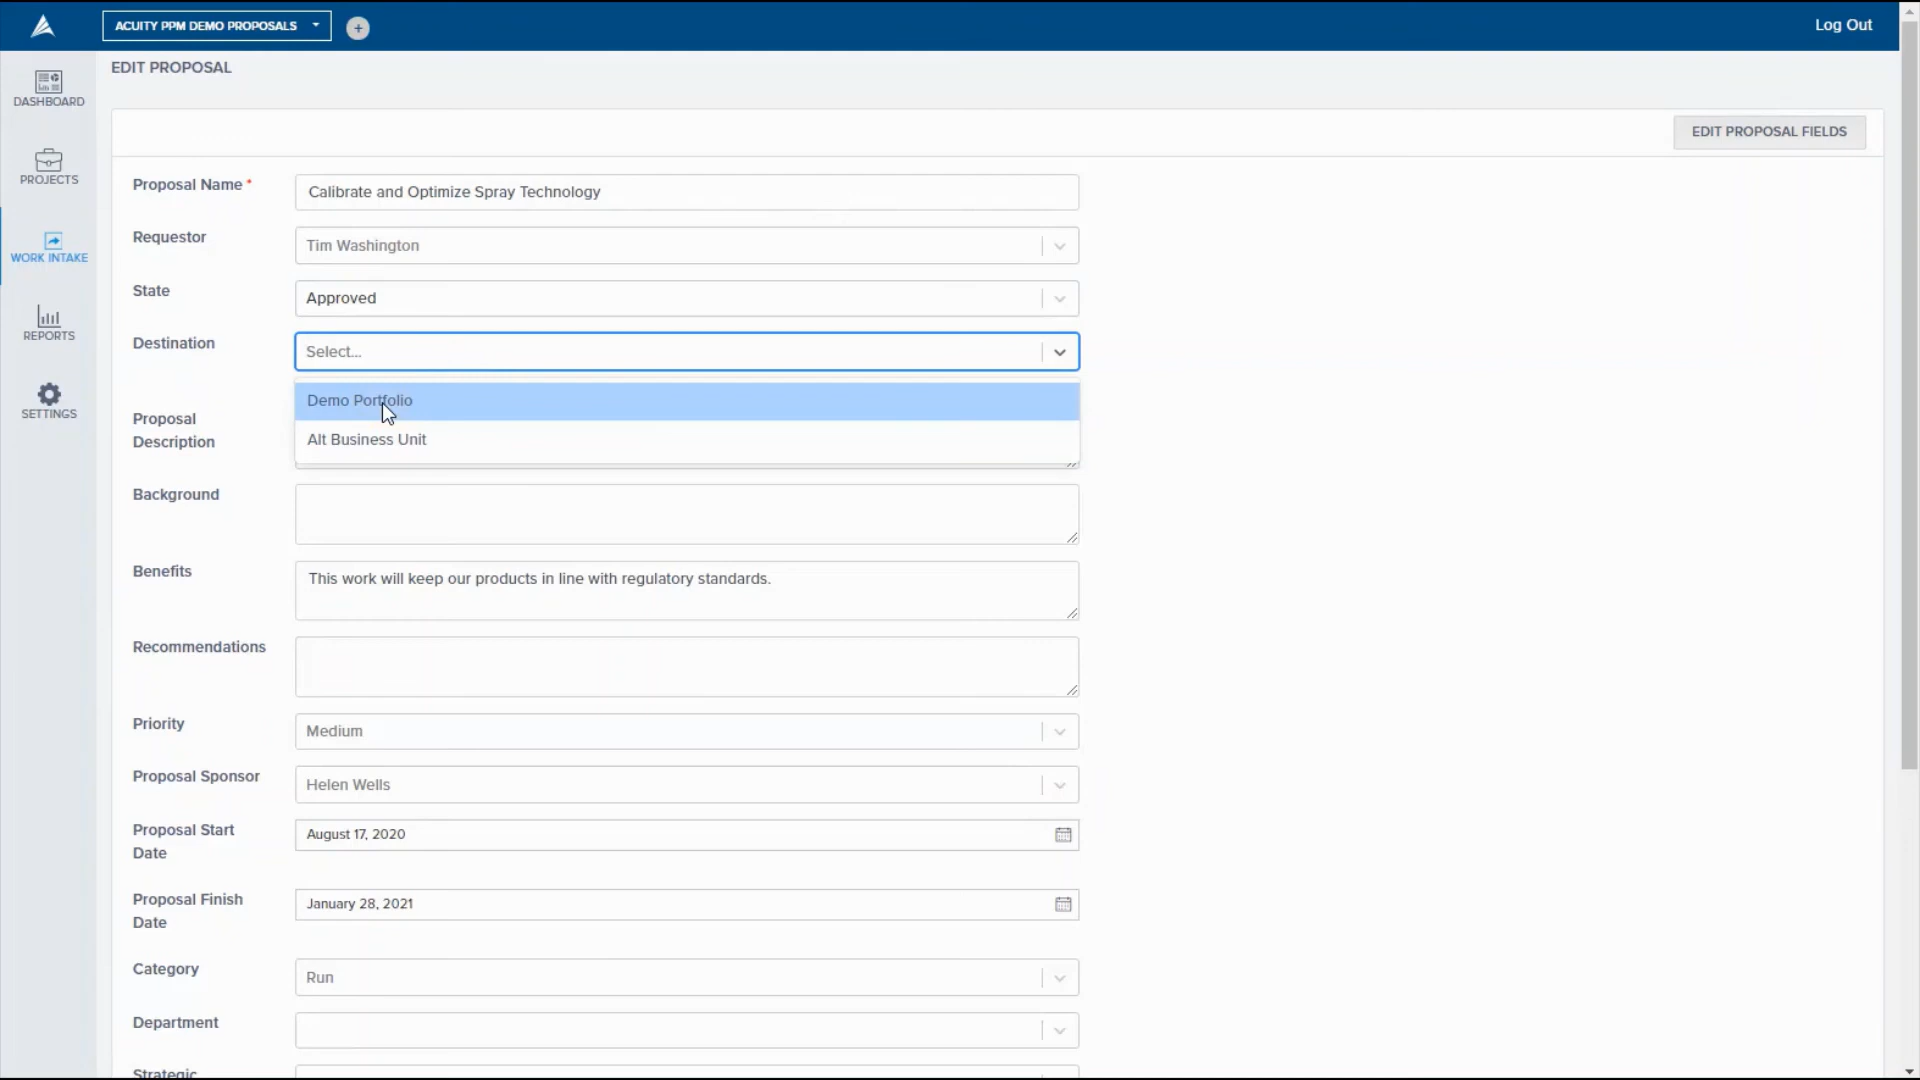 ACUITY PPM DEMO PROPOSALS
+
Log Out
EDIT PROPOSAL
DASHBOARD
PROJECTS
WORK INTAKE
REPORTS
SETTINGS
EDIT PROPOSAL FIELDS
Proposal Name *
Calibrate and Optimize Spray Technology
Requestor
Tim Washington
State
Approved
Destination
Select...
Demo Portfolio
Alt Business Unit
Proposal
Description
Background
Benefits
This work will keep our products in line with regulatory standards.
Recommendations
Priority
Medium
Proposal Sponsor
Helen Wells
Proposal Start
Date
August 17, 2020
Proposal Finish
Date
January 28, 2021
Category
Run
Department
Strategic